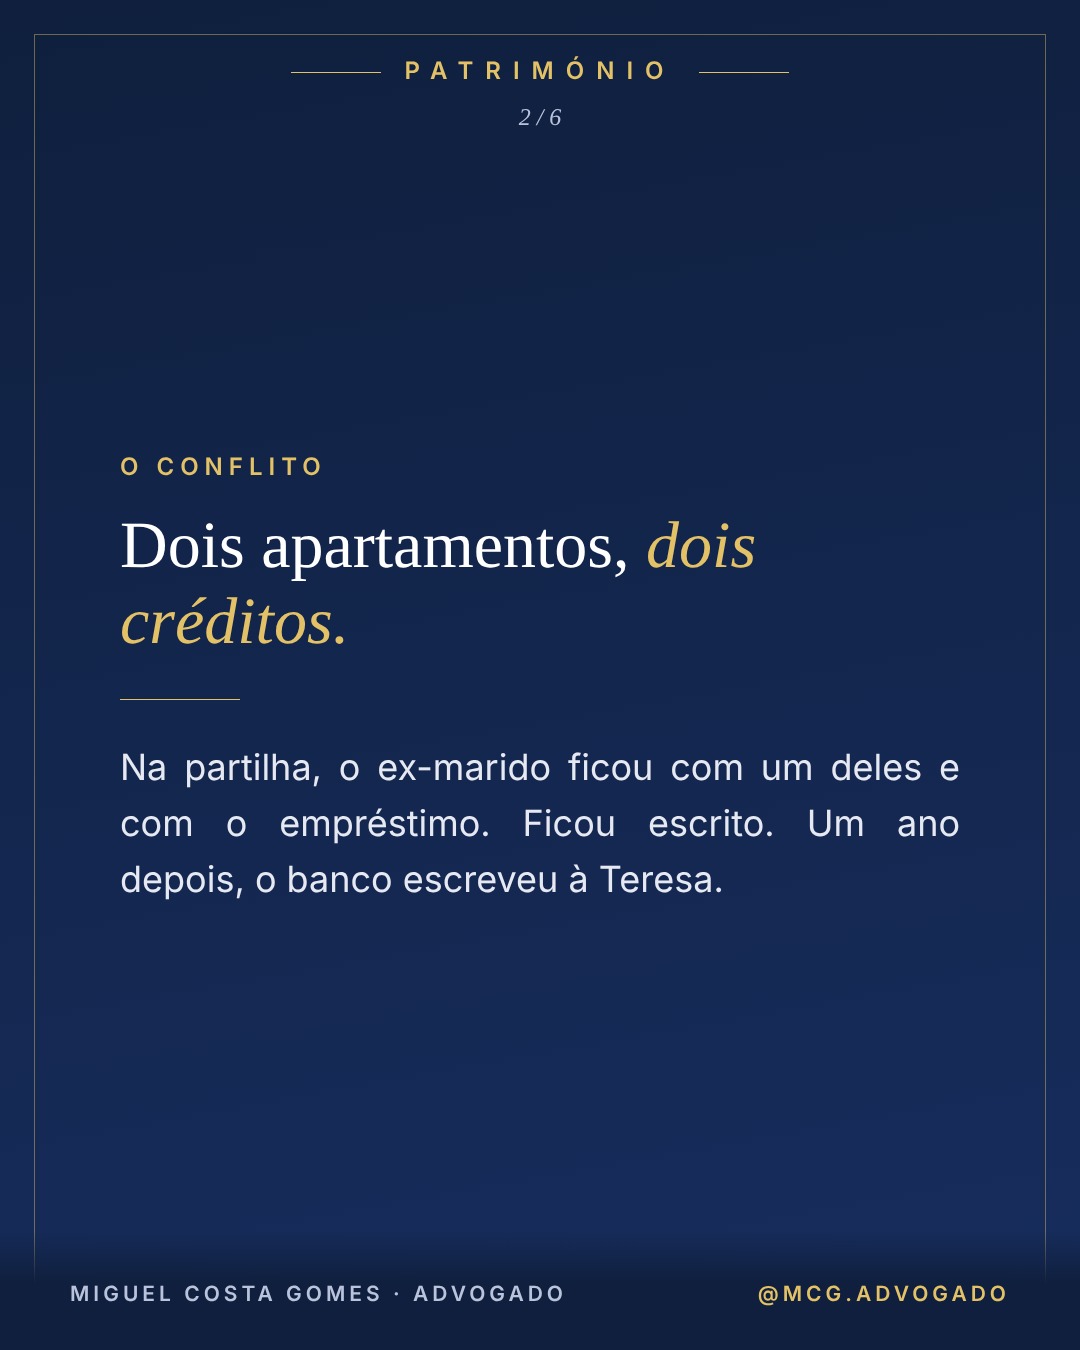 PATRIMÓNIO
2 / 6
O CONFLITO
Dois apartamentos, dois
créditos.
Na partilha, o ex-marido ficou com um deles e
com o empréstimo. Ficou escrito. Um ano
depois, o banco escreveu à Teresa.
MIGUEL COSTA GOMES · ADVOGADO
@MCG.ADVOGADO